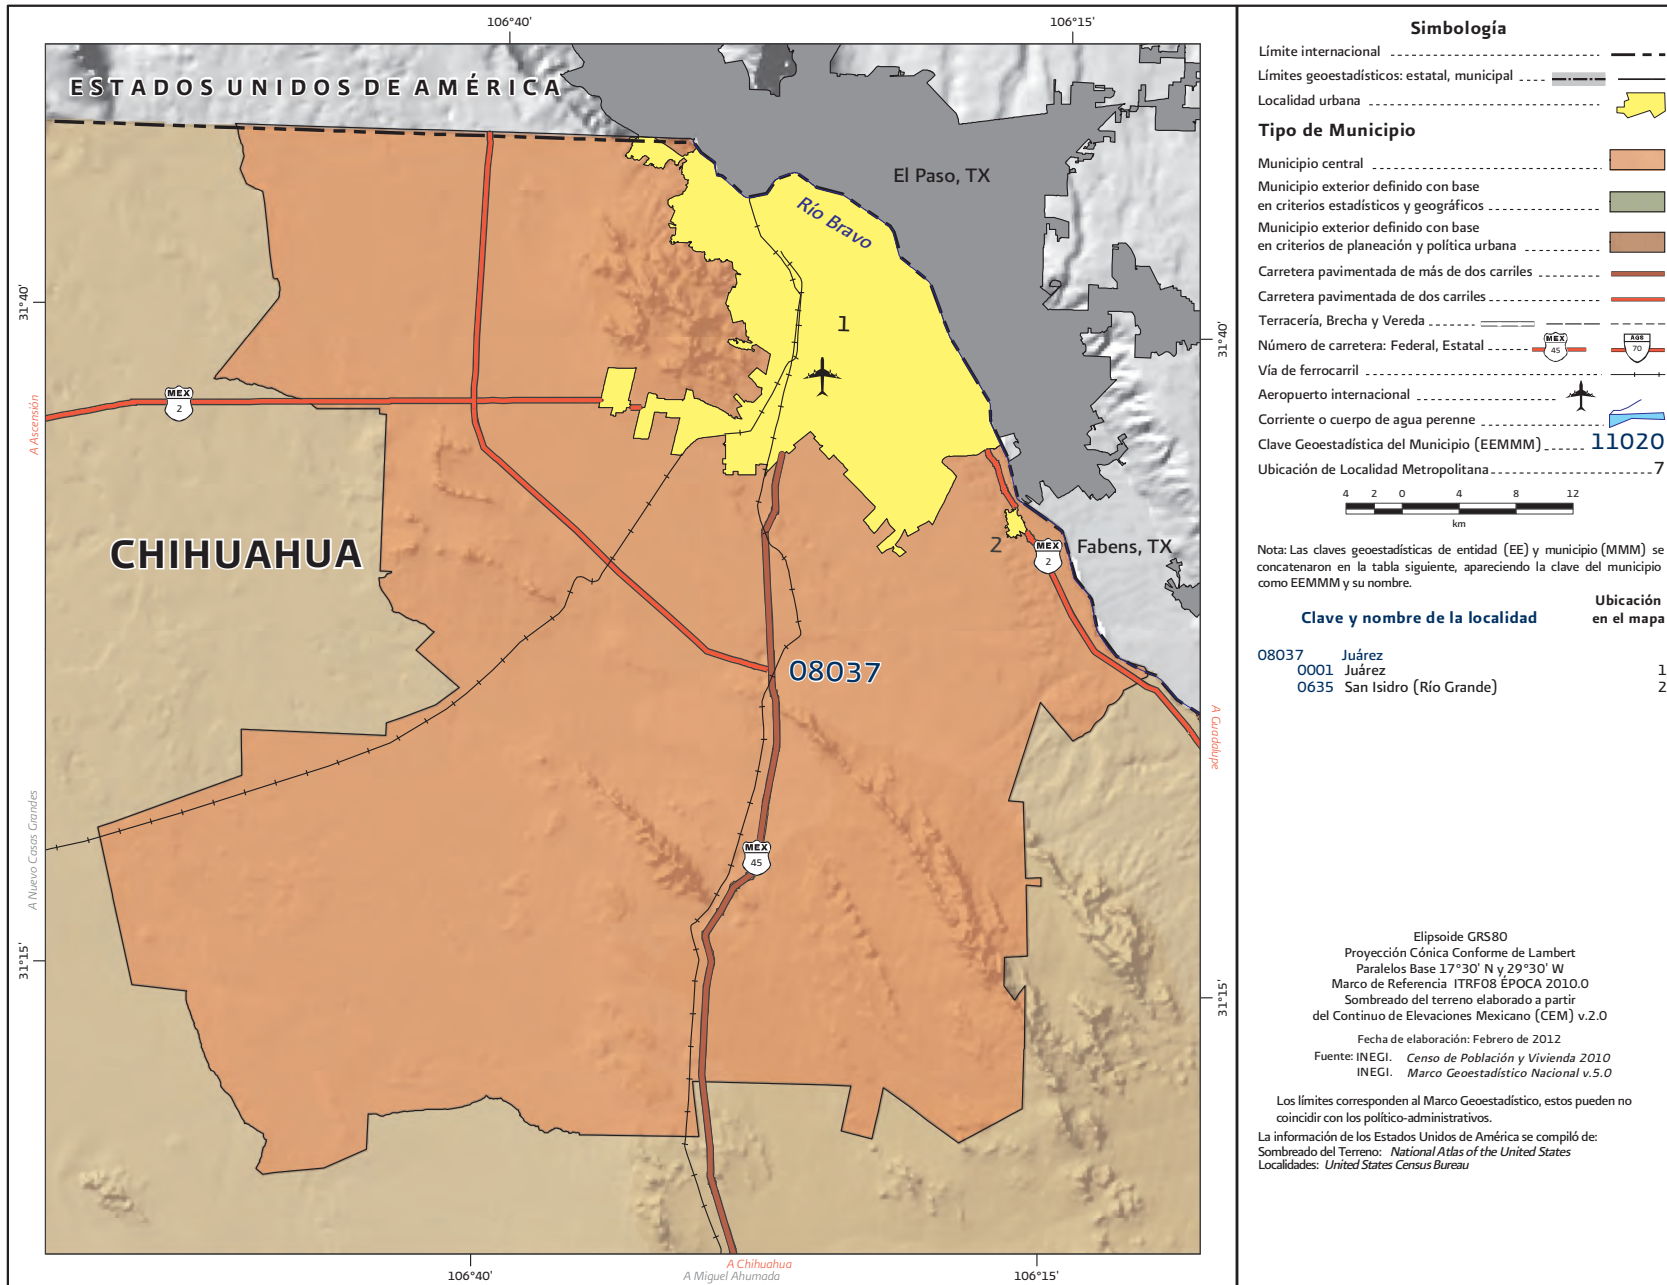 106°40'
106°15'
ESTADOS UNIDOS DE AMÉRICA
El Paso, TX
Río Bravo
31°40'
31°40'
1
MEX
2
A Ascensión
CHIHUAHUA
2
MEX
2
Fabens, TX
08037
A Guadalupe
A Nuevo Casas Grandes
MEX
45
31°15'
31°15'
A Chihuahua
A Miguel Ahumada
106°40'
106°15'
Simbología
Límite internacional
Límites geoestadísticos: estatal, municipal
Localidad urbana
Tipo de Municipio
Municipio central
Municipio exterior definido con base
en criterios estadísticos y geográficos
Municipio exterior definido con base
en criterios de planeación y política urbana
Carretera pavimentada de más de dos carriles
Carretera pavimentada de dos carriles
Terracería, Brecha y Vereda
Número de carretera: Federal, Estatal MEX 45 AGS 70
Vía de ferrocarril
Aeropuerto internacional
Corriente o cuerpo de agua perenne
Clave Geoestadística del Municipio (EEMMM) 11020
Ubicación de Localidad Metropolitana 7
4 2 0 4 8 12
km
Nota: Las claves geoestadísticas de entidad (EE) y municipio (MMM) se
concatenaron en la tabla siguiente, apareciendo la clave del municipio
como EEMMM y su nombre.
Clave y nombre de la localidad
Ubicación
en el mapa
08037 Juárez
0001 Juárez 1
0635 San Isidro (Río Grande) 2
Elipsoide GRS80
Proyección Cónica Conforme de Lambert
Paralelos Base 17°30' N y 29°30' W
Marco de Referencia ITRF08 ÉPOCA 2010.0
Sombreado del terreno elaborado a partir
del Continuo de Elevaciones Mexicano (CEM) v.2.0
Fecha de elaboración: Febrero de 2012
Fuente: INEGI. Censo de Población y Vivienda 2010
INEGI. Marco Geoestadístico Nacional v.5.0
Los límites corresponden al Marco Geoestadístico, estos pueden no
coincidir con los político-administrativos.
La información de los Estados Unidos de América se compiló de:
Sombreado del Terreno: National Atlas of the United States
Localidades: United States Census Bureau